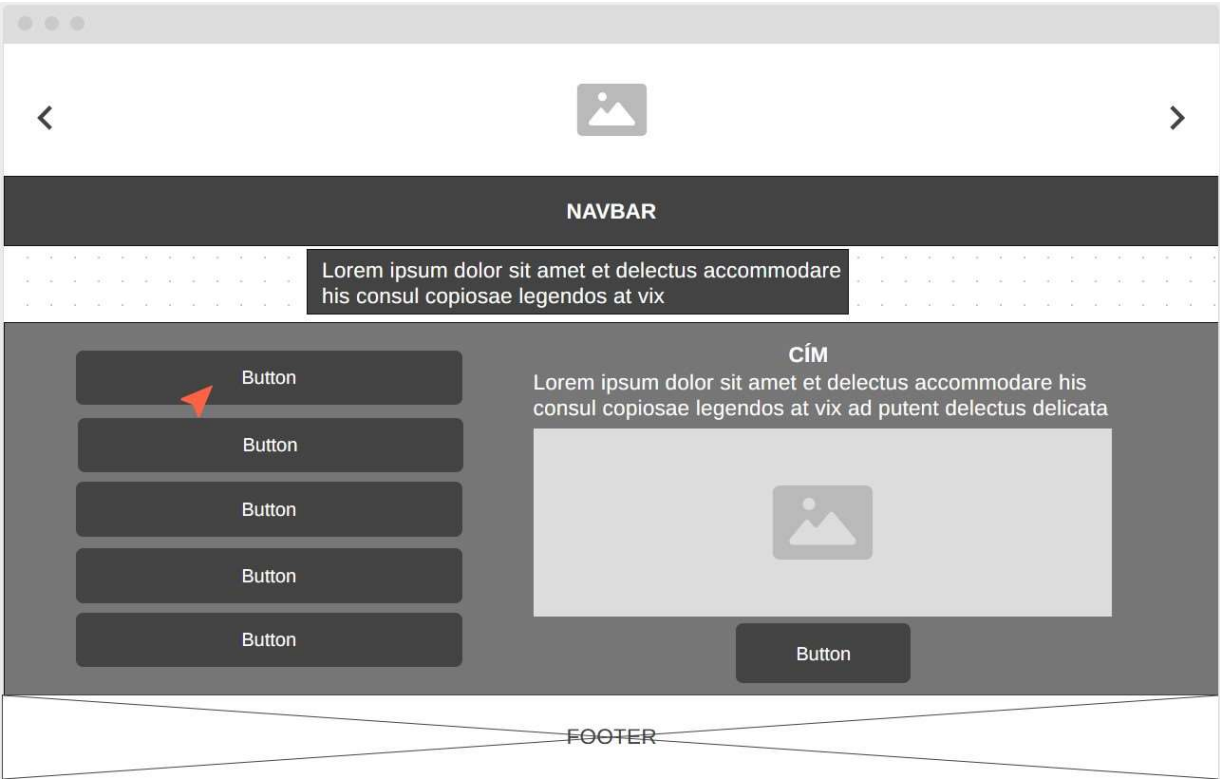 NAVBAR
Lorem ipsum dolor sit amet et delectus accommodare
his consul copiosae legendos at vix
Button
Button
Button
Button
Button
CÍM
Lorem ipsum dolor sit amet et delectus accommodare his
consul copiosae legendos at vix ad putent delectus delicata
Button
FOOTER